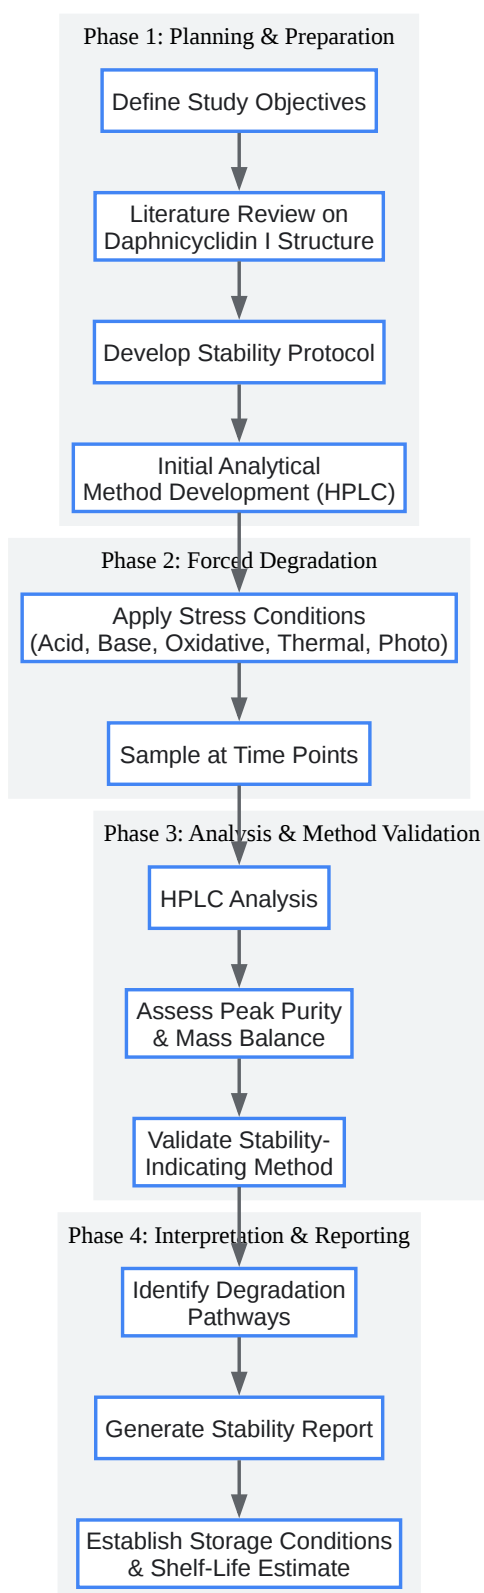 Phase 1: Planning & Preparation
Define Study Objectives
Literature Review on
Daphnicyclidin I Structure
Develop Stability Protocol
Initial Analytical
Method Development (HPLC)
Phase 2: Forced Degradation
Apply Stress Conditions
(Acid, Base, Oxidative, Thermal, Photo)
Sample at Time Points
Phase 3: Analysis & Method Validation
HPLC Analysis
Assess Peak Purity
& Mass Balance
Validate Stability-
Indicating Method
Phase 4: Interpretation & Reporting
Identify Degradation
Pathways
Generate Stability Report
Establish Storage Conditions
& Shelf-Life Estimate